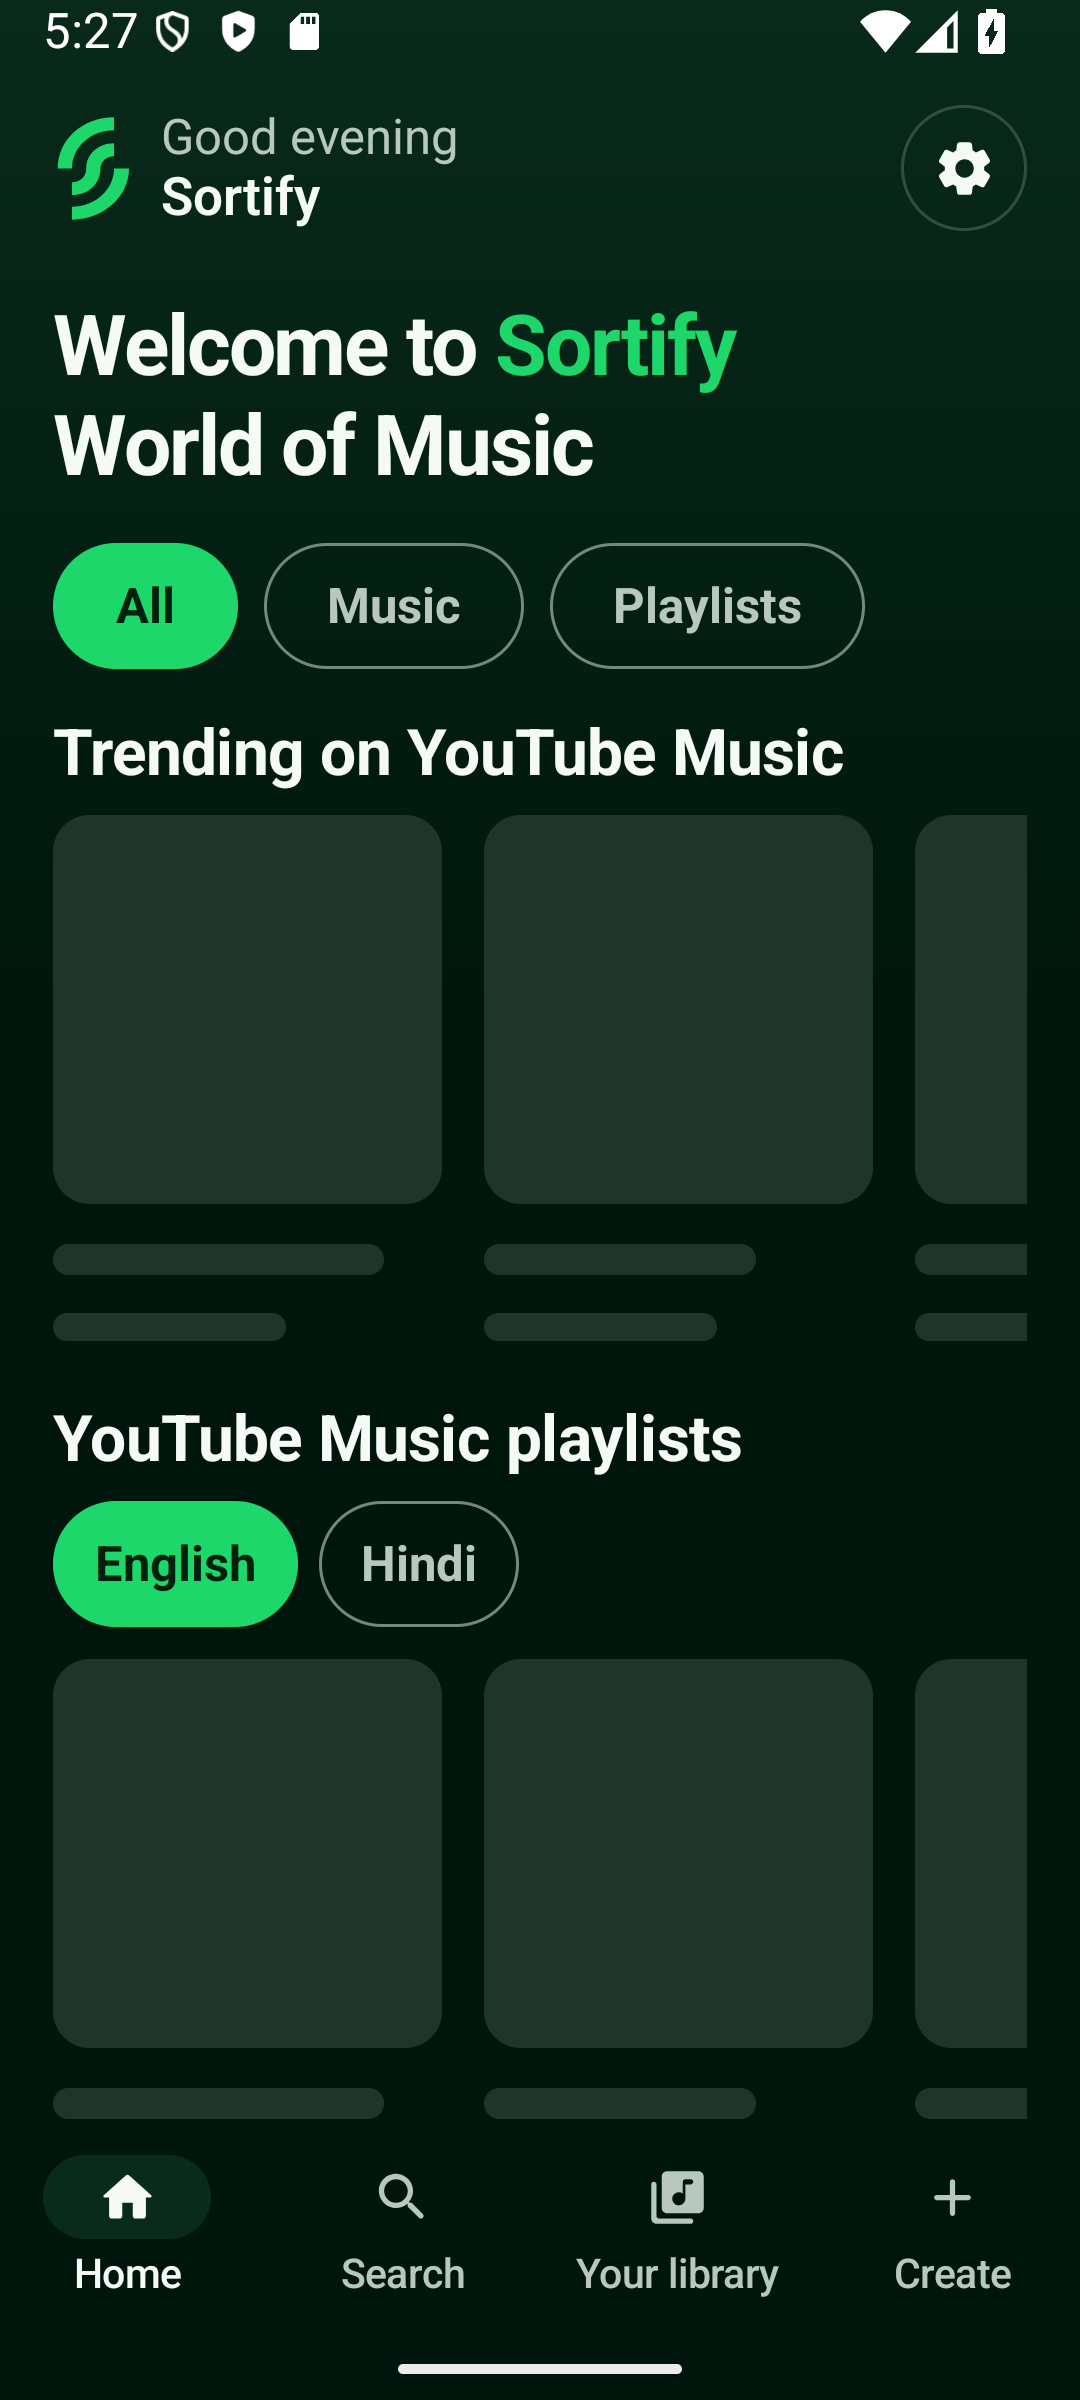 5:27
Good evening
Sortify
Welcome to Sortify
World of Music
All
Music
Playlists
Trending on YouTube Music
YouTube Music playlists
English
Hindi
Home
Search
Your library
Create